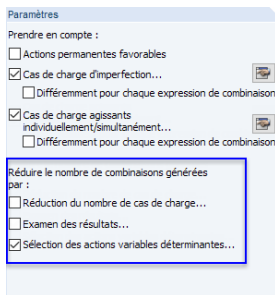 Paramètres
Prendre en compte :
Actions permanentes favorables
Cas de charge d'imperfection...
Différemment pour chaque expression de combinaison
Cas de charge agissants
individuellement/simultanément...
Différemment pour chaque expression de combinaison
Réduire le nombre de combinaisons générées
par :
Réduction du nombre de cas de charge...
Examen des résultats...
Sélection des actions variables déterminantes...